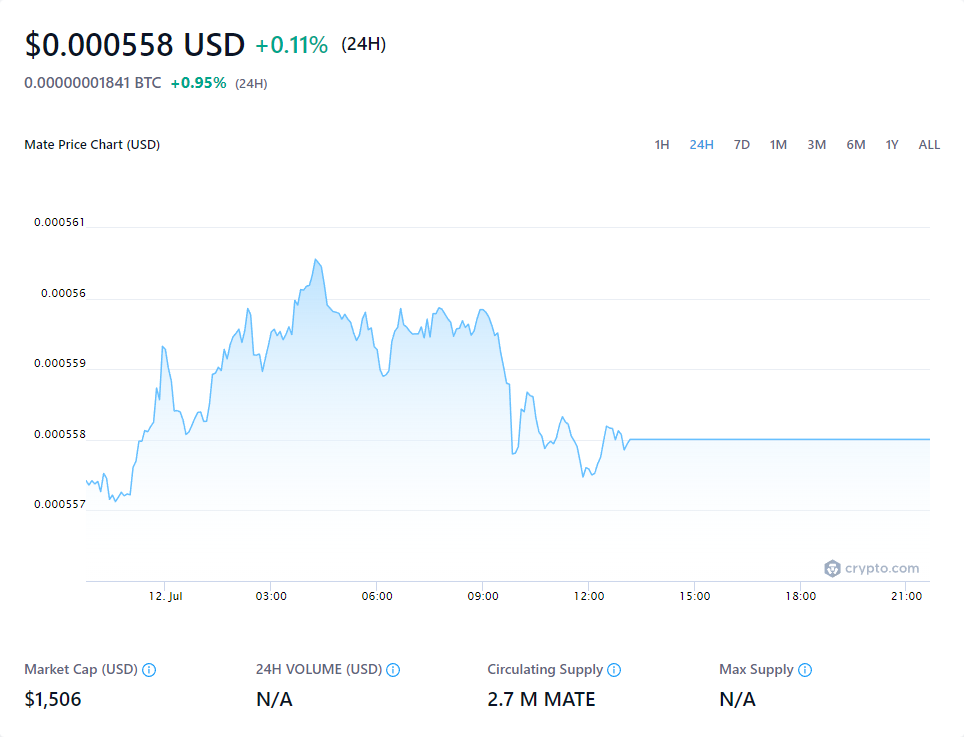 $0.000558 USD +0.11% (24H)
0.00000001841 BTC +0.95% (24H)
Mate Price Chart (USD) 1H 24H 7D 1M 3M 6M 1Y ALL
0.000561
0.00056
0.000559
0.000558
0.000557
crypto.com
12. Jul 03:00 06:00 09:00 12:00 15:00 18:00 21:00
Market Cap (USD) 24H VOLUME (USD) Circulating Supply Max Supply
$1,506 N/A 2.7 M MATE N/A